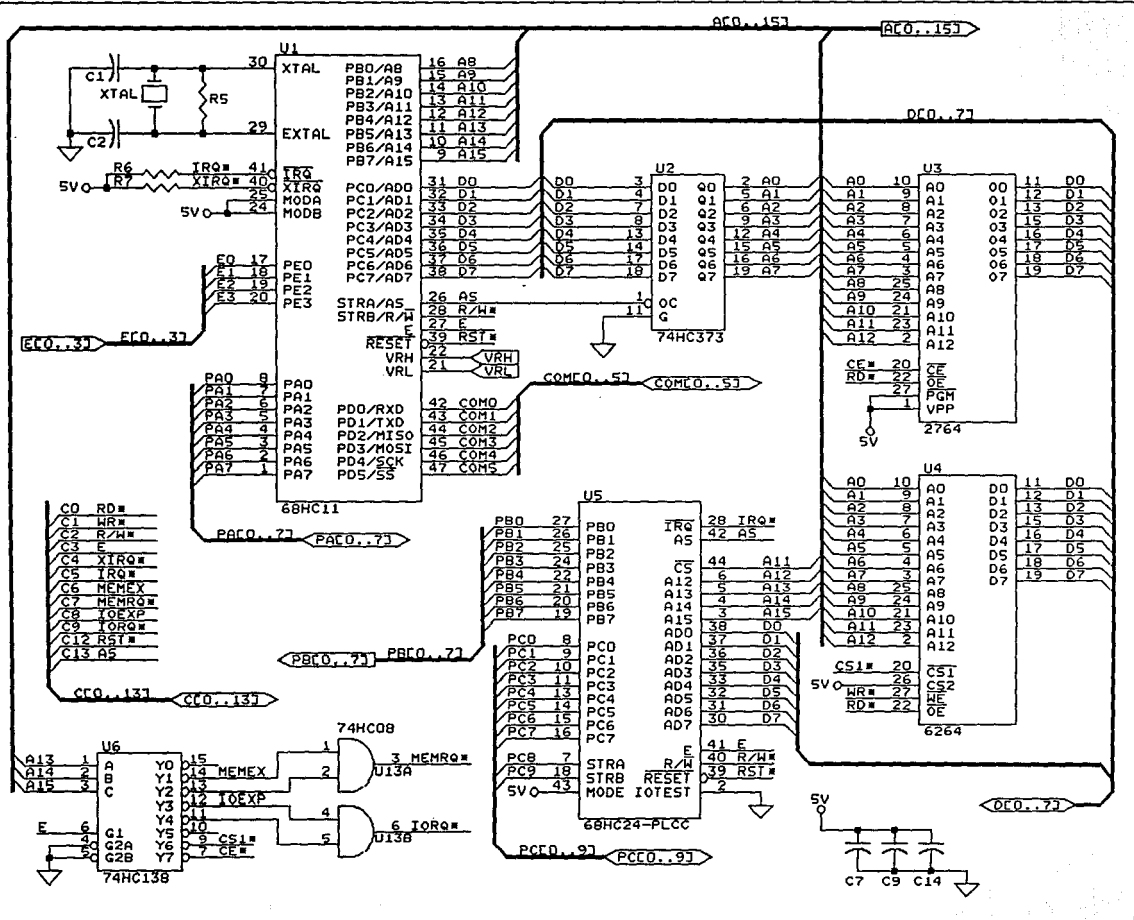 A[0..15]
A[0..15]
U1
C1
XTAL
R5
C2
30 XTAL
29 EXTAL
R6 IRQ* 41 IRQ
R7 XIRQ* 40 XIRQ
5V
25 MODA
5V 24 MODB
PB0/A8 16 A8
PB1/A9 15 A9
PB2/A10 14 A10
PB3/A11 13 A11
PB4/A12 12 A12
PB5/A13 11 A13
PB6/A14 10 A14
PB7/A15 9 A15
PC0/AD0 31 D0
PC1/AD1 32 D1
PC2/AD2 33 D2
PC3/AD3 34 D3
PC4/AD4 35 D4
PC5/AD5 36 D5
PC6/AD6 37 D6
PC7/AD7 38 D7
E0 17 PE0
E1 18 PE1
E2 19 PE2
E3 20 PE3
E[0..3] E[0..3]
STRA/AS 26 AS
STRB/R/W 28 R/W*
E 27 E
RESET 39 RST*
VRH 22 VRH
VRL 21 VRL
PA0 8 PA0
PA1 7 PA1
PA2 6 PA2
PA3 5 PA3
PA4 4 PA4
PA5 3 PA5
PA6 2 PA6
PA7 1 PA7
PD0/RXD 42 COM0
PD1/TXD 43 COM1
PD2/MISO 44 COM2
PD3/MOSI 45 COM3
PD4/SCK 46 COM4
PD5/SS 47 COM5
COM[0..5] COM[0..5]
68HC11
PA[0..7] PA[0..7]
D[0..7]
U2
D0 3 D0 Q0 2 A0
D1 4 D1 Q1 5 A1
D2 7 D2 Q2 6 A2
D3 8 D3 Q3 9 A3
D4 13 D4 Q4 12 A4
D5 14 D5 Q5 15 A5
D6 17 D6 Q6 16 A6
D7 18 D7 Q7 19 A7
1 OC
11 G
74HC373
U3
A0 10 A0 O0 11 D0
A1 9 A1 O1 12 D1
A2 8 A2 O2 13 D2
A3 7 A3 O3 15 D3
A4 6 A4 O4 16 D4
A5 5 A5 O5 17 D5
A6 4 A6 O6 18 D6
A7 3 A7 O7 19 D7
A8 25 A8
A9 24 A9
A10 21 A10
A11 23 A11
A12 2 A12
CE* 20 CE
RD* 22 OE
27 PGM
1 VPP
5V
2764
U4
A0 10 A0 D0 11 D0
A1 9 A1 D1 12 D1
A2 8 A2 D2 13 D2
A3 7 A3 D3 15 D3
A4 6 A4 D4 16 D4
A5 5 A5 D5 17 D5
A6 4 A6 D6 18 D6
A7 3 A7 D7 19 D7
A8 25 A8
A9 24 A9
A10 21 A10
A11 23 A11
A12 2 A12
CS1* 20 CS1
5V 26 CS2
WR* 27 WE
RD* 22 OE
6264
C0 RD*
C1 WR*
C2 R/W*
C3 E
C4 XIRQ*
C5 IRQ*
C6 MEMEX
C7 MEMRQ*
C8 IOEXP
C9 IORQ*
C12 RST*
C13 AS
C[0..13] C[0..13]
U5
PB0 27 PB0 IRQ 28 IRQ*
PB1 26 PB1 AS 42 AS
PB2 25 PB2
PB3 24 PB3 CS 44 A11
PB4 22 PB4 A12 6 A12
PB5 21 PB5 A13 5 A13
PB6 20 PB6 A14 4 A14
PB7 19 PB7 A15 3 A15
AD0 38 D0
PC0 8 PC0 AD1 37 D1
PC1 9 PC1 AD2 36 D2
PC2 10 PC2 AD3 35 D3
PC3 11 PC3 AD4 33 D4
PC4 13 PC4 AD5 32 D5
PC5 14 PC5 AD6 31 D6
PC6 15 PC6 AD7 30 D7
PC7 16 PC7
E 41 E
PC8 7 STRA R/W 40 R/W*
PC9 18 STRB RESET 39 RST*
5V 43 MODE IOTEST 2
68HC24-PLCC
PB[0..7] PB[0..7]
PC[0..9] PC[0..9]
U6
A13 1 A Y0 15
A14 2 B Y1 14 MEMEX
A15 3 C Y2 13
Y3 12 IOEXP
Y4 11
Y5 10
E 6 G1 Y6 9 CS1*
4 G2A Y7 7 CE*
5 G2B
74HC138
74HC08
1
2
3 MEMRQ*
U13A
4
5
6 IORQ*
U13B
D[0..7]
5V
C7 C9 C14